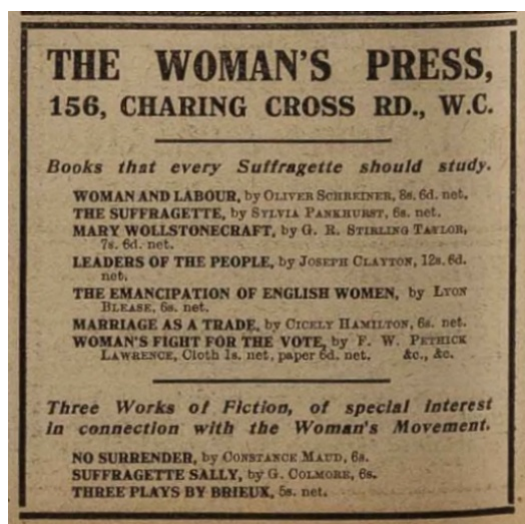 THE WOMAN'S PRESS,
156, CHARING CROSS RD., W.C.
Books that every Suffragette should study.
WOMAN AND LABOUR, by OLIVER SCHREINER, 8s. 6d. net.
THE SUFFRAGETTE, by SYLVIA PANKHURST, 6s. net.
MARY WOLLSTONECRAFT, by G. R. STIRLING TAYLOR,
7s. 6d. net.
LEADERS OF THE PEOPLE, by JOSEPH CLAYTON, 12s. 6d.
net.
THE EMANCIPATION OF ENGLISH WOMEN, by LYON
BLEASE, 6s. net.
MARRIAGE AS A TRADE, by CICELY HAMILTON, 6s. net.
WOMAN'S FIGHT FOR THE VOTE, by F. W. PETHICK
LAWRENCE, Cloth 1s. net, paper 6d. net. &c., &c.
Three Works of Fiction, of special interest
in connection with the Woman's Movement.
NO SURRENDER, by CONSTANCE MAUD, 6s.
SUFFRAGETTE SALLY, by G. COLMORE, 6s.
THREE PLAYS BY BRIEUX, 5s. net.